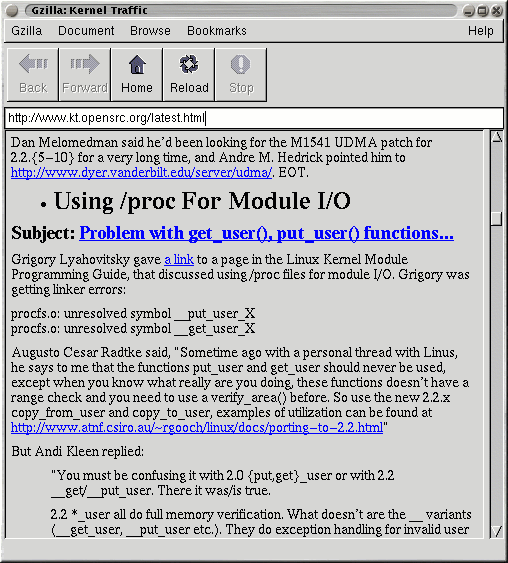 Gzilla: Kernel Traffic
Gzilla Document Browse Bookmarks Help
Back Forward Home Reload Stop
http://www.kt.opensrc.org/latest.html
Dan Melomedman said he'd been looking for the M1541 UDMA patch for
2.2.{5-10} for a very long time, and Andre M. Hedrick pointed him to
http://www.dyer.vanderbilt.edu/server/udma/. EOT.
• Using /proc For Module I/O
Subject: Problem with get_user(), put_user() functions...
Grigory Lyahovitsky gave a link to a page in the Linux Kernel Module
Programming Guide, that discussed using /proc files for module I/O. Grigory was
getting linker errors:
procfs.o: unresolved symbol __put_user_X
procfs.o: unresolved symbol __get_user_X
Augusto Cesar Radtke said, "Sometime ago with a personal thread with Linus,
he says to me that the functions put_user and get_user should never be used,
except when you know what really are you doing, these functions doesn't have a
range check and you need to use a verify_area() before. So use the new 2.2.x
copy_from_user and copy_to_user, examples of utilization can be found at
http://www.atnf.csiro.au/~rgooch/linux/docs/porting-to-2.2.html"
But Andi Kleen replied:
"You must be confusing it with 2.0 {put,get}_user or with 2.2
__get/__put_user. There it was/is true.
2.2 *_user all do full memory verification. What doesn't are the __ variants
(__get_user, __put_user etc.). They do exception handling for invalid user